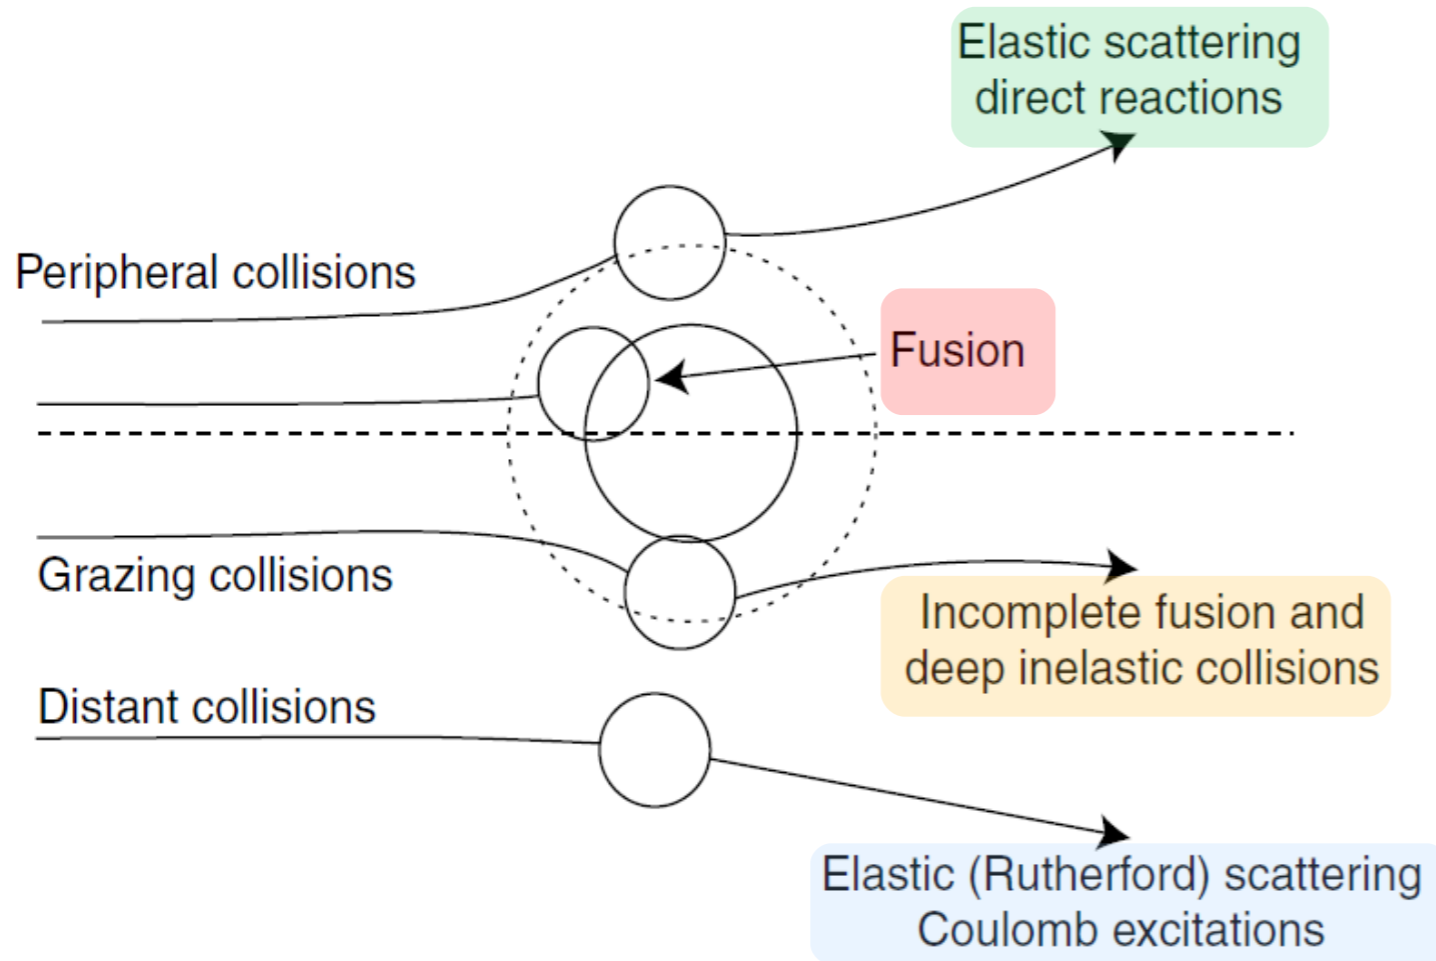 Elastic scattering
direct reactions
Peripheral collisions
Fusion
Grazing collisions
Incomplete fusion and
deep inelastic collisions
Distant collisions
Elastic (Rutherford) scattering
Coulomb excitations